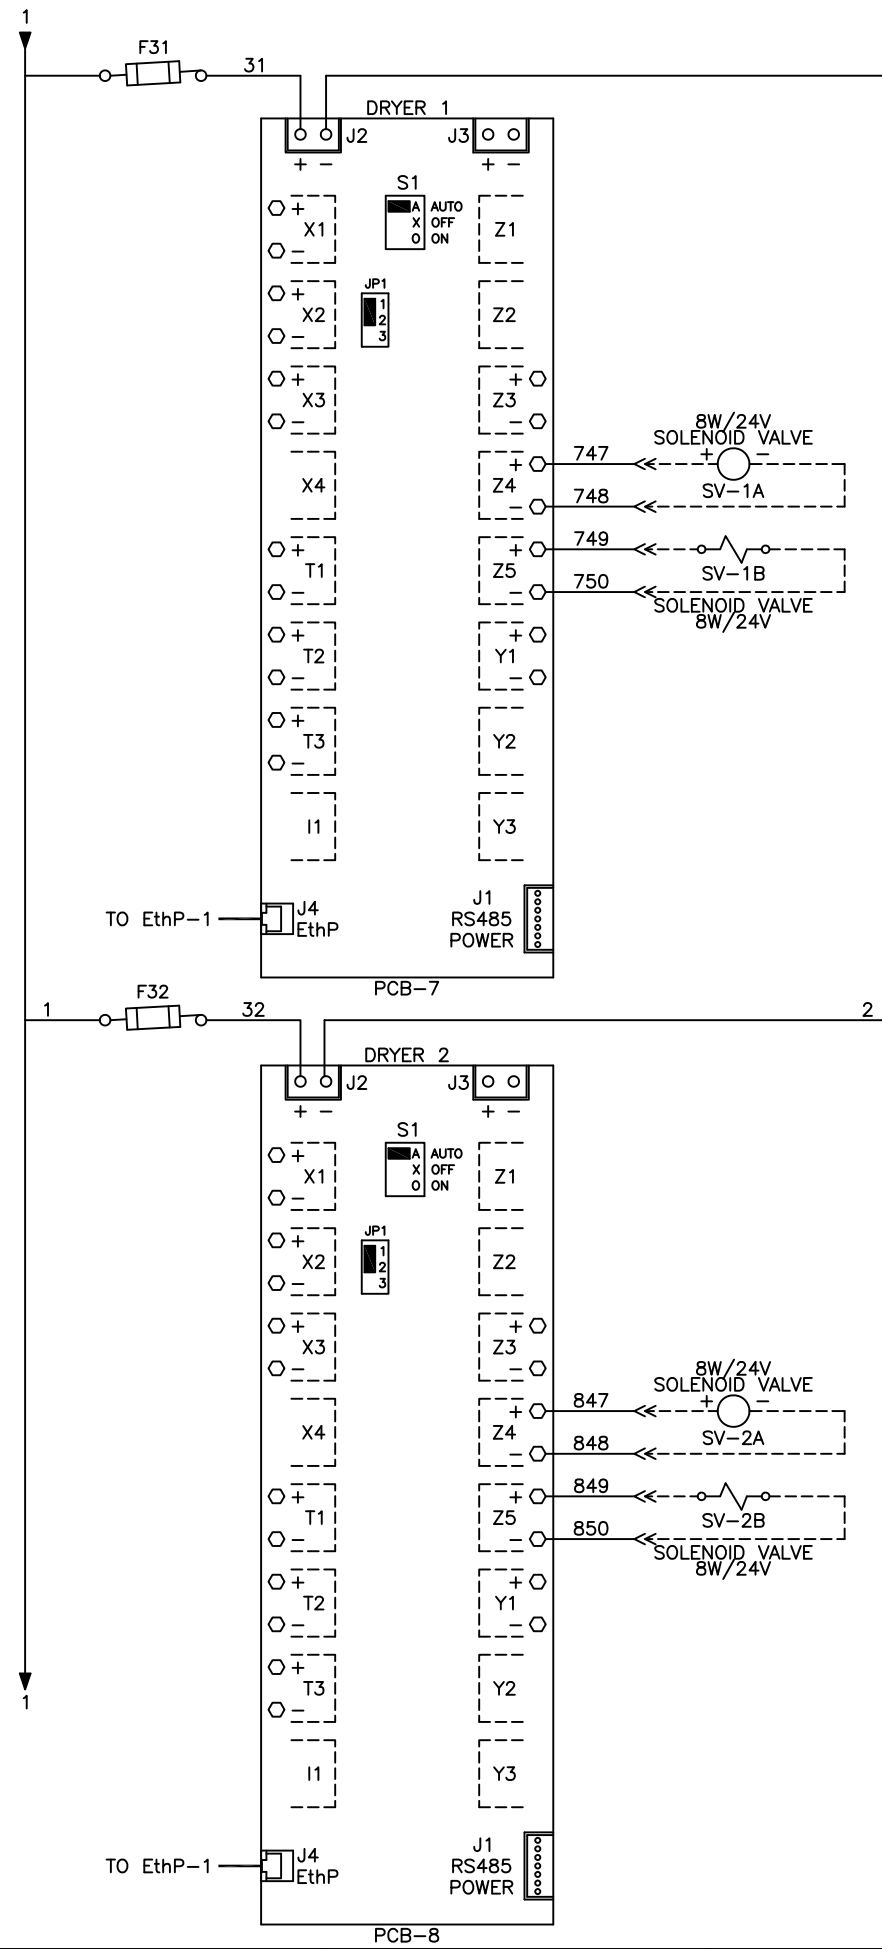 1
F31
31
DRYER 1
J2
J3
+ −
+ −
S1
A AUTO
X OFF
O ON
+
X1
−
Z1
JP1
1
2
3
+
X2
−
Z2
+
X3
−
+
Z3
−
8W/24V
SOLENOID VALVE
+ −
SV−1A
747
748
X4
+
Z4
−
749
750
SV−1B
SOLENOID VALVE
8W/24V
+
T1
−
+
Z5
−
+
T2
−
+
Y1
−
+
T3
−
Y2
I1
Y3
TO EthP−1
J4
EthP
J1
RS485
POWER
PCB−7
1
F32
32
2
DRYER 2
J2
J3
+ −
+ −
S1
A AUTO
X OFF
O ON
+
X1
−
Z1
JP1
1
2
3
+
X2
−
Z2
+
X3
−
+
Z3
−
8W/24V
SOLENOID VALVE
+ −
SV−2A
847
848
X4
+
Z4
−
849
850
SV−2B
SOLENOID VALVE
8W/24V
+
T1
−
+
Z5
−
+
T2
−
+
Y1
−
+
T3
−
Y2
1
I1
Y3
TO EthP−1
J4
EthP
J1
RS485
POWER
PCB−8